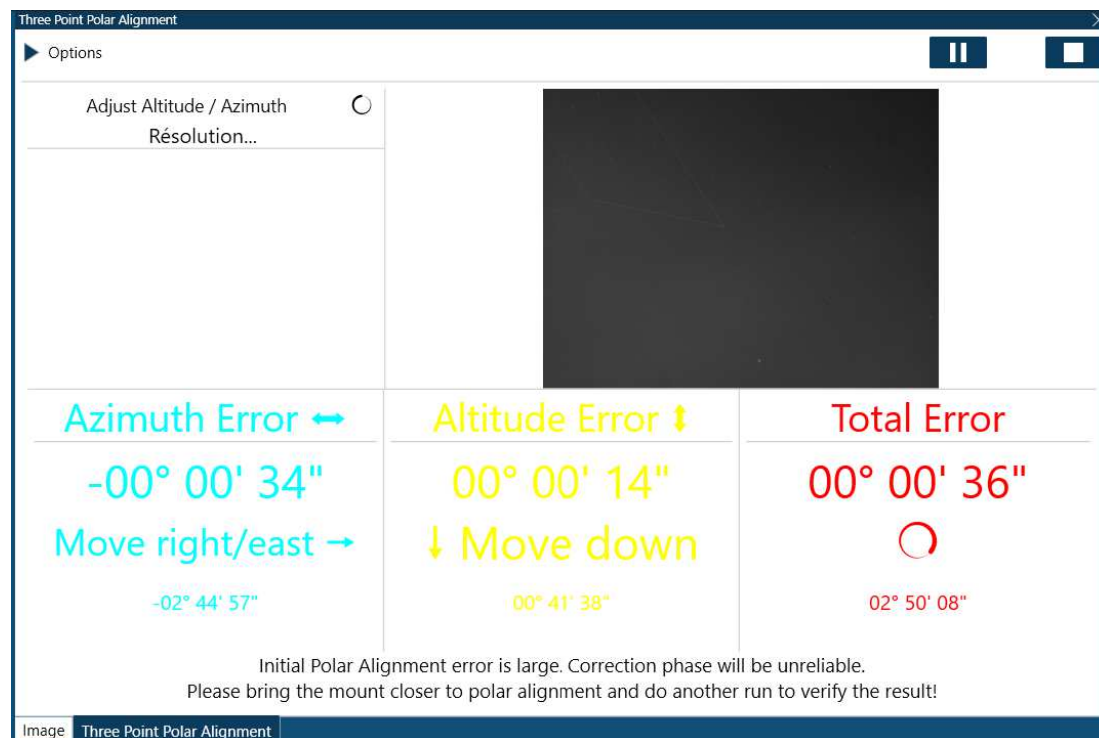 Three Point Polar Alignment
Options
Adjust Altitude / Azimuth
Résolution...
Azimuth Error
Altitude Error
Total Error
-00° 00' 34"
00° 00' 14"
00° 00' 36"
Move right/east
Move down
-02° 44' 57"
00° 41' 38"
02° 50' 08"
Initial Polar Alignment error is large. Correction phase will be unreliable.
Please bring the mount closer to polar alignment and do another run to verify the result!
Image
Three Point Polar Alignment